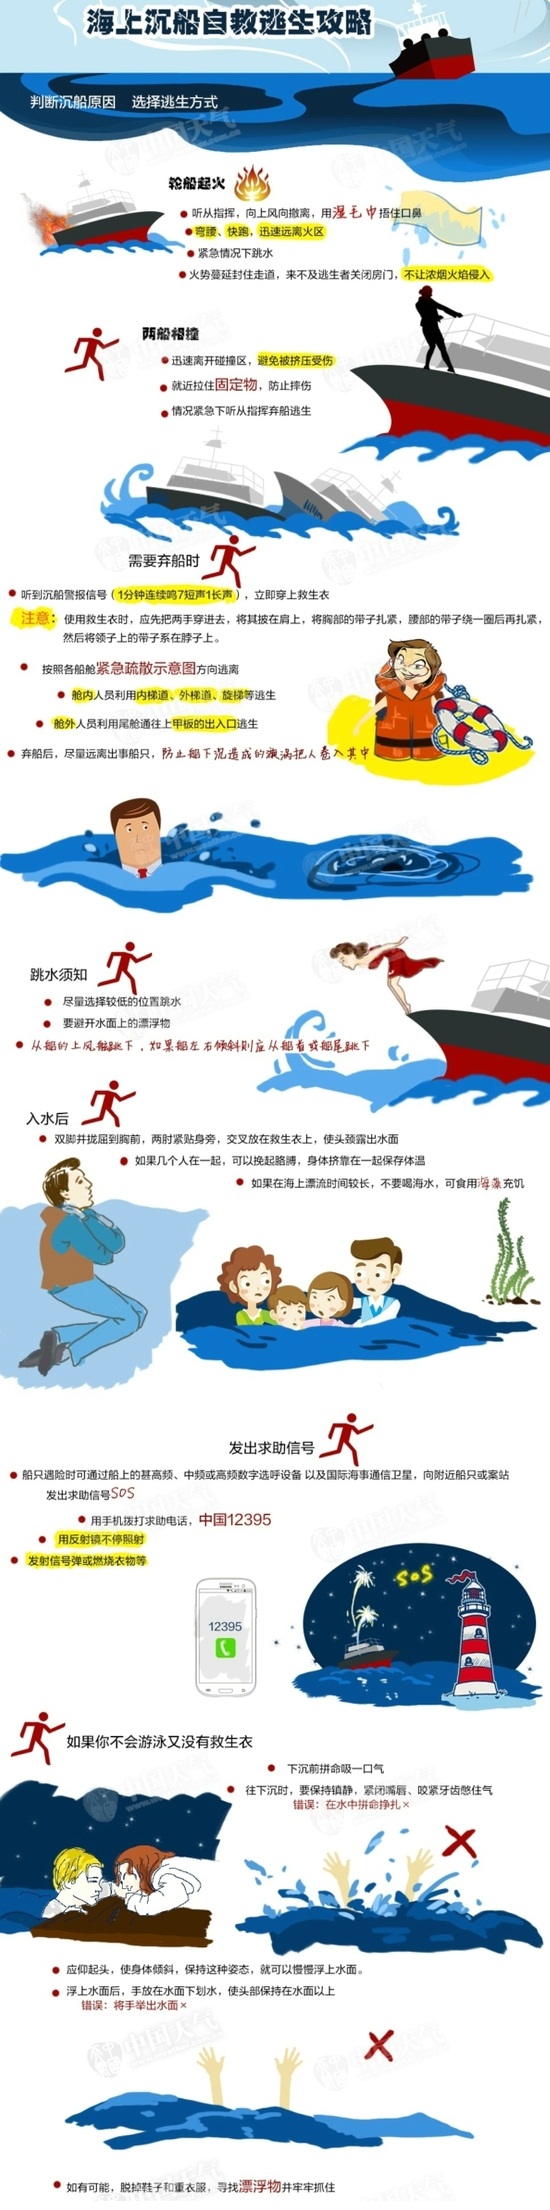 海上沉船自救逃生攻略
判断沉船原因 选择逃生方式
轮船起火
听从指挥，向上风向撤离，用湿毛巾捂住口鼻
弯腰、快跑，迅速远离火区
紧急情况下跳水
火势蔓延封住走道，来不及逃生者关闭房门，不让浓烟火焰侵入
两船相撞
迅速离开碰撞区，避免被挤压受伤
就近拉住固定物，防止摔伤
情况紧急下听从指挥弃船逃生
需要弃船时
听到沉船警报信号（1分钟连续鸣7短声1长声），立即穿上救生衣
注意：使用救生衣时，应先把两手穿进去，将其披在肩上，将胸部的带子扎紧，腰部的带子绕一圈后再扎紧，
然后将领子上的带子系在脖子上。
按照各船舱紧急疏散示意图方向逃离
舱内人员利用内梯道、外梯道、旋梯等逃生
舱外人员利用尾舱通往上甲板的出入口逃生
弃船后，尽量远离出事船只，防止船下沉造成的漩涡把人卷入其中
跳水须知
尽量选择较低的位置跳水
要避开水面上的漂浮物
从船的上风舷跳下，如果船左右倾斜则应从船首或船尾跳下
入水后
双脚并拢屈到胸前，两肘紧贴身旁，交叉放在救生衣上，使头颈露出水面
如果几个人在一起，可以挽起胳膊，身体挤靠在一起保存体温
如果在海上漂流时间较长，不要喝海水，可食用海藻充饥
发出求助信号
船只遇险时可通过船上的甚高频、中频或高频数字选呼设备 以及国际海事通信卫星，向附近船只或案站
发出求助信号SOS
用手机拨打求助电话，中国12395
用反射镜不停照射
发射信号弹或燃烧衣物等
SOS
12395
如果你不会游泳又没有救生衣
下沉前拼命吸一口气
往下沉时，要保持镇静，紧闭嘴唇、咬紧牙齿憋住气
错误：在水中拼命挣扎×
应仰起头，使身体倾斜，保持这种姿态，就可以慢慢浮上水面。
浮上水面后，手放在水面下划水，使头部保持在水面以上
错误：将手举出水面×
如有可能，脱掉鞋子和重衣服，寻找漂浮物并牢牢抓住